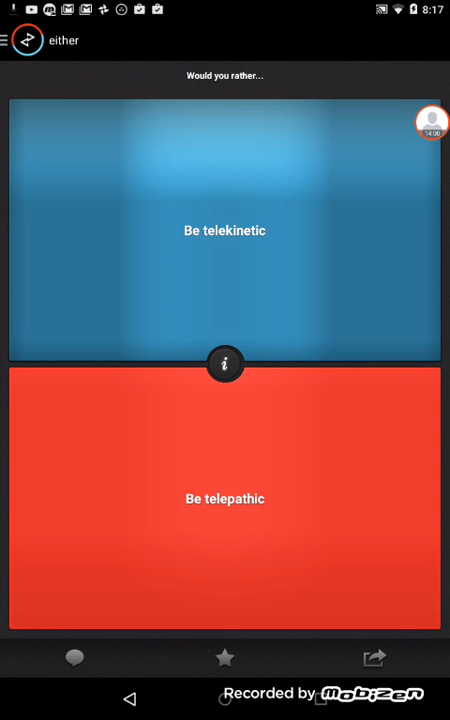 8:17
either
Would you rather...
14:00
Be telekinetic
i
Be telepathic
Recorded by Mobizen